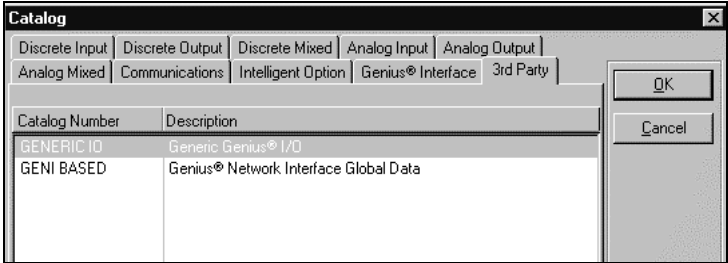 Catalog
Discrete Input Discrete Output Discrete Mixed Analog Input Analog Output
Analog Mixed Communications Intelligent Option Genius® Interface 3rd Party
OK
Catalog Number Description
Cancel
GENERIC IO Generic Genius® I/O
GENI BASED Genius® Network Interface Global Data